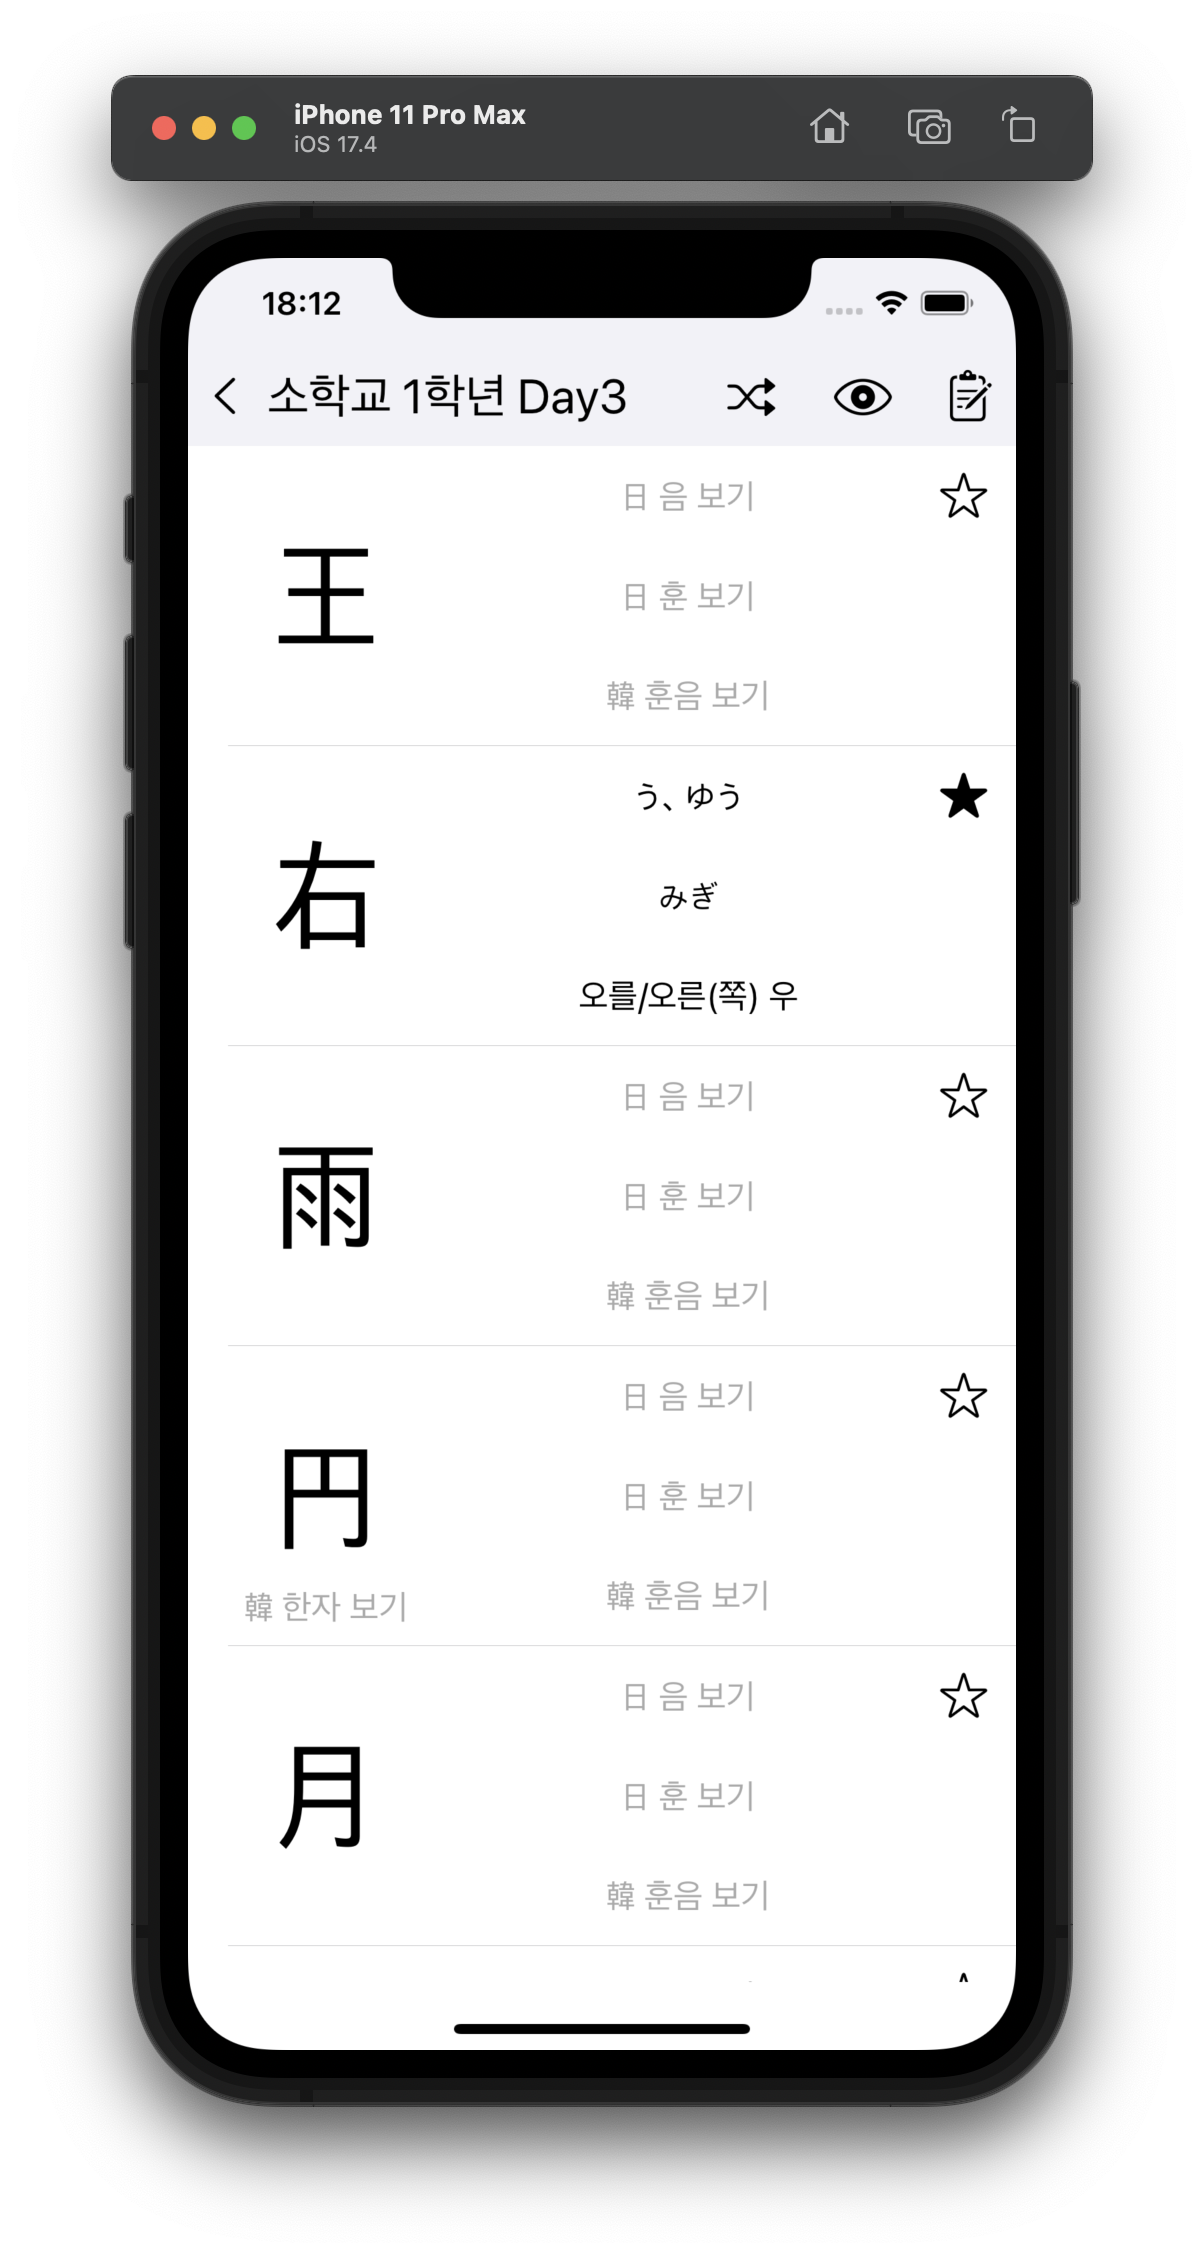 iPhone 11 Pro Max
iOS 17.4
18:12
소학교 1학년 Day3
日 음 보기
王
日 훈 보기
韓 훈음 보기
う、ゆう
右
みぎ
오를/오른(쪽) 우
日 음 보기
雨
日 훈 보기
韓 훈음 보기
日 음 보기
円
日 훈 보기
韓 훈음 보기
韓 한자 보기
日 음 보기
月
日 훈 보기
韓 훈음 보기